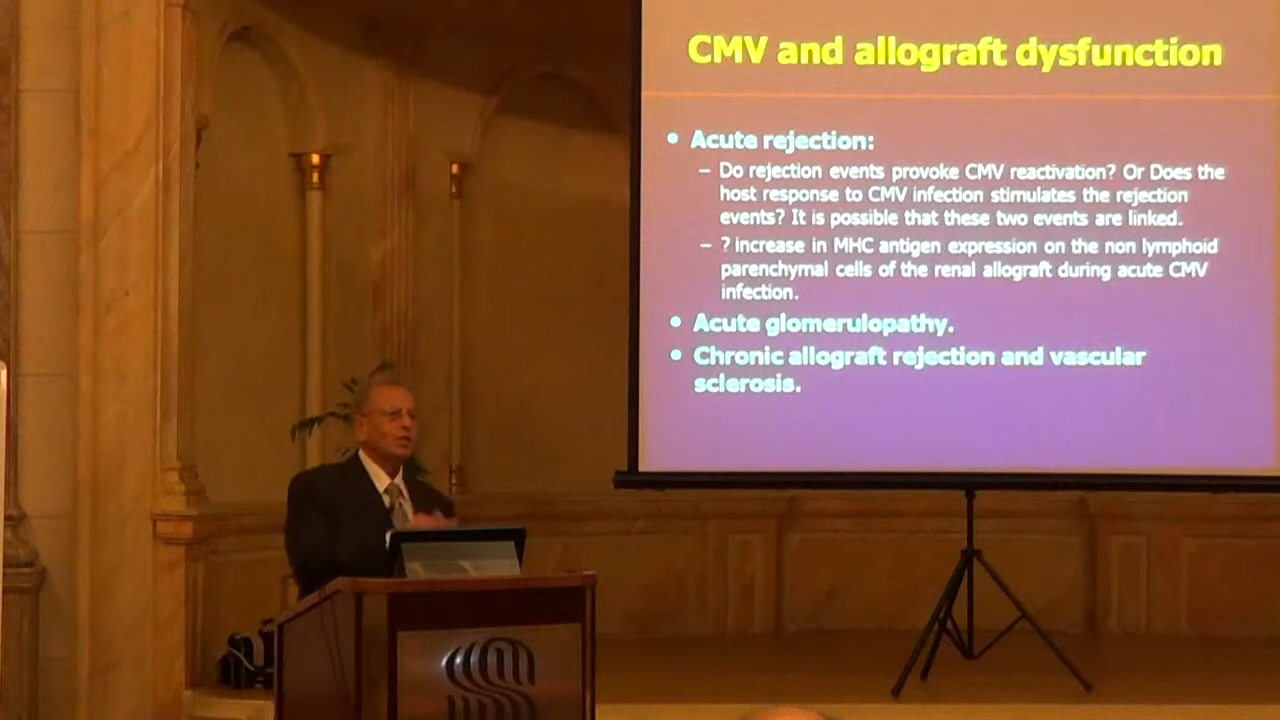 CMV and allograft dysfunction
• Acute rejection:
– Do rejection events provoke CMV reactivation? Or Does the
host response to CMV infection stimulates the rejection
events? It is possible that these two events are linked.
– ? increase in MHC antigen expression on the non lymphoid
parenchymal cells of the renal allograft during acute CMV
infection.
• Acute glomerulopathy.
• Chronic allograft rejection and vascular
sclerosis.